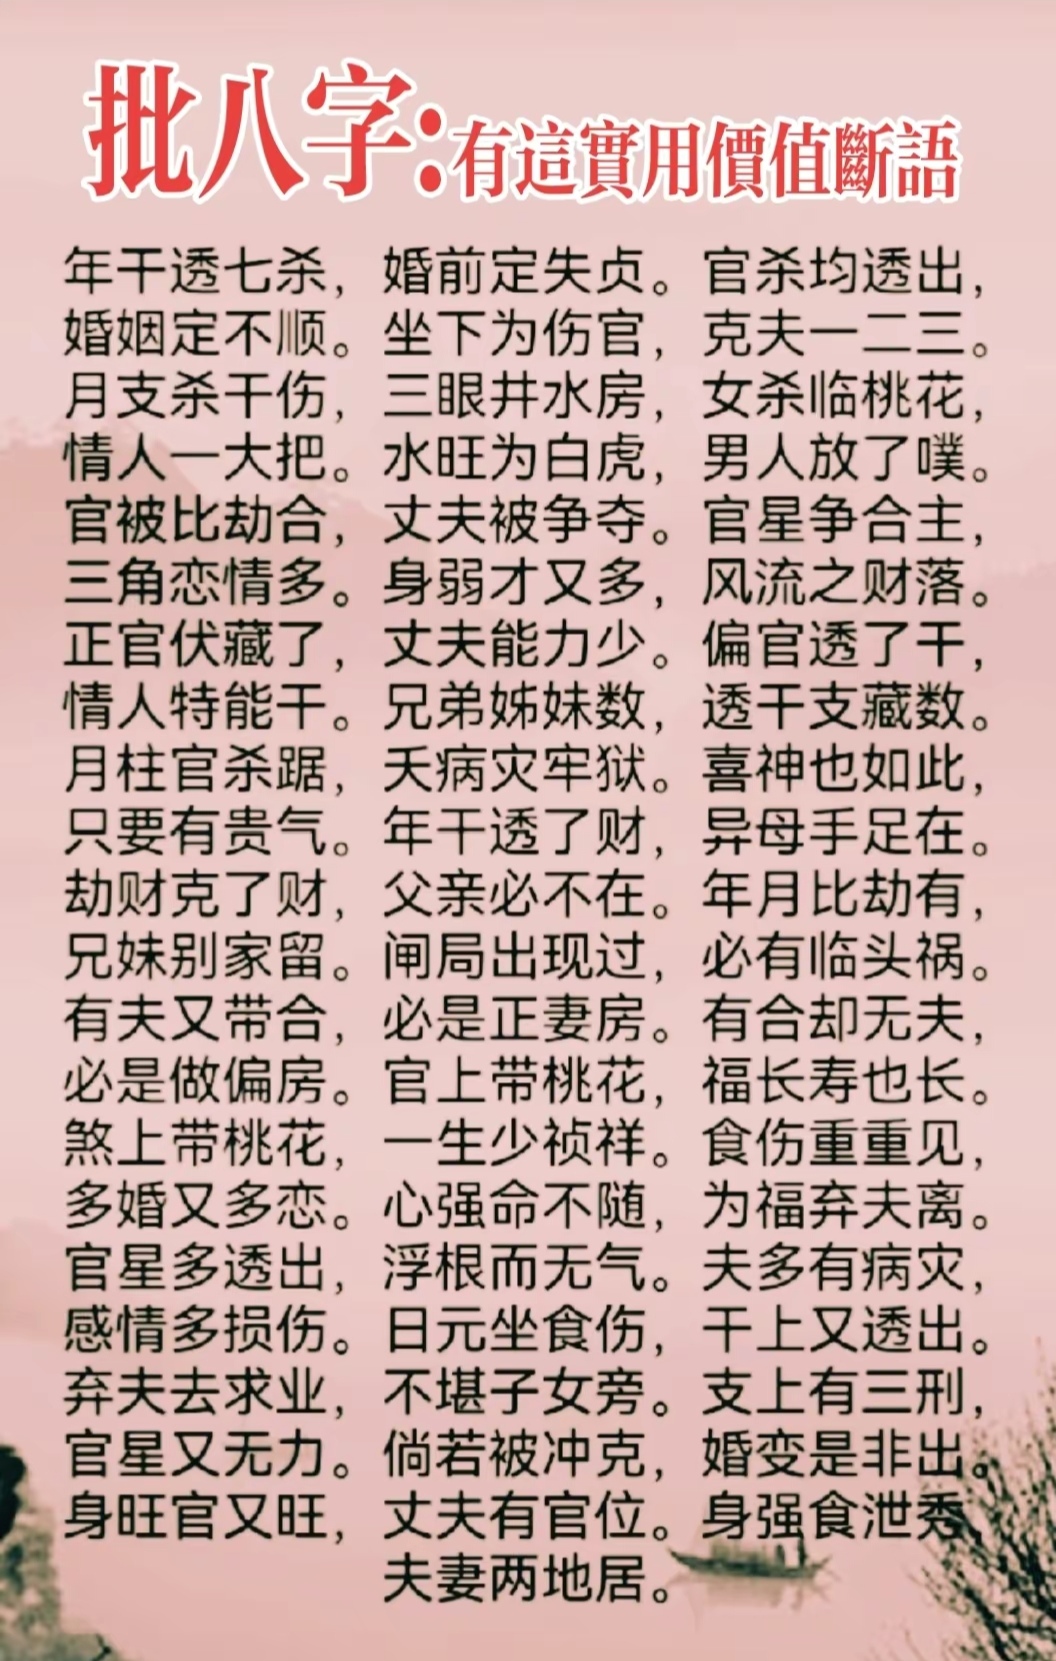 批八字:有這實用價值斷語
年干透七杀，婚前定失贞。官杀均透出，
婚姻定不顺。坐下为伤官，克夫一二三。
月支杀干伤，三眼井水房，女杀临桃花，
情人一大把。水旺为白虎，男人放了噗。
官被比劫合，丈夫被争夺。官星争合主，
三角恋情多。身弱才又多，风流之财落。
正官伏藏了，丈夫能力少。偏官透了干，
情人特能干。兄弟姊妹数，透干支藏数。
月柱官杀踞，夭病灾牢狱。喜神也如此，
只要有贵气。年干透了财，异母手足在。
劫财克了财，父亲必不在。年月比劫有，
兄妹别家留。闸局出现过，必有临头祸。
有夫又带合，必是正妻房。有合却无夫，
必是做偏房。官上带桃花，福长寿也长。
煞上带桃花，一生少祯祥。食伤重重见，
多婚又多恋。心强命不随，为福弃夫离。
官星多透出，浮根而无气。夫多有病灾，
感情多损伤。日元坐食伤，干上又透出。
弃夫去求业，不堪子女旁。支上有三刑，
官星又无力。倘若被冲克，婚变是非出。
身旺官又旺，丈夫有官位。身强食泄秀，
夫妻两地居。